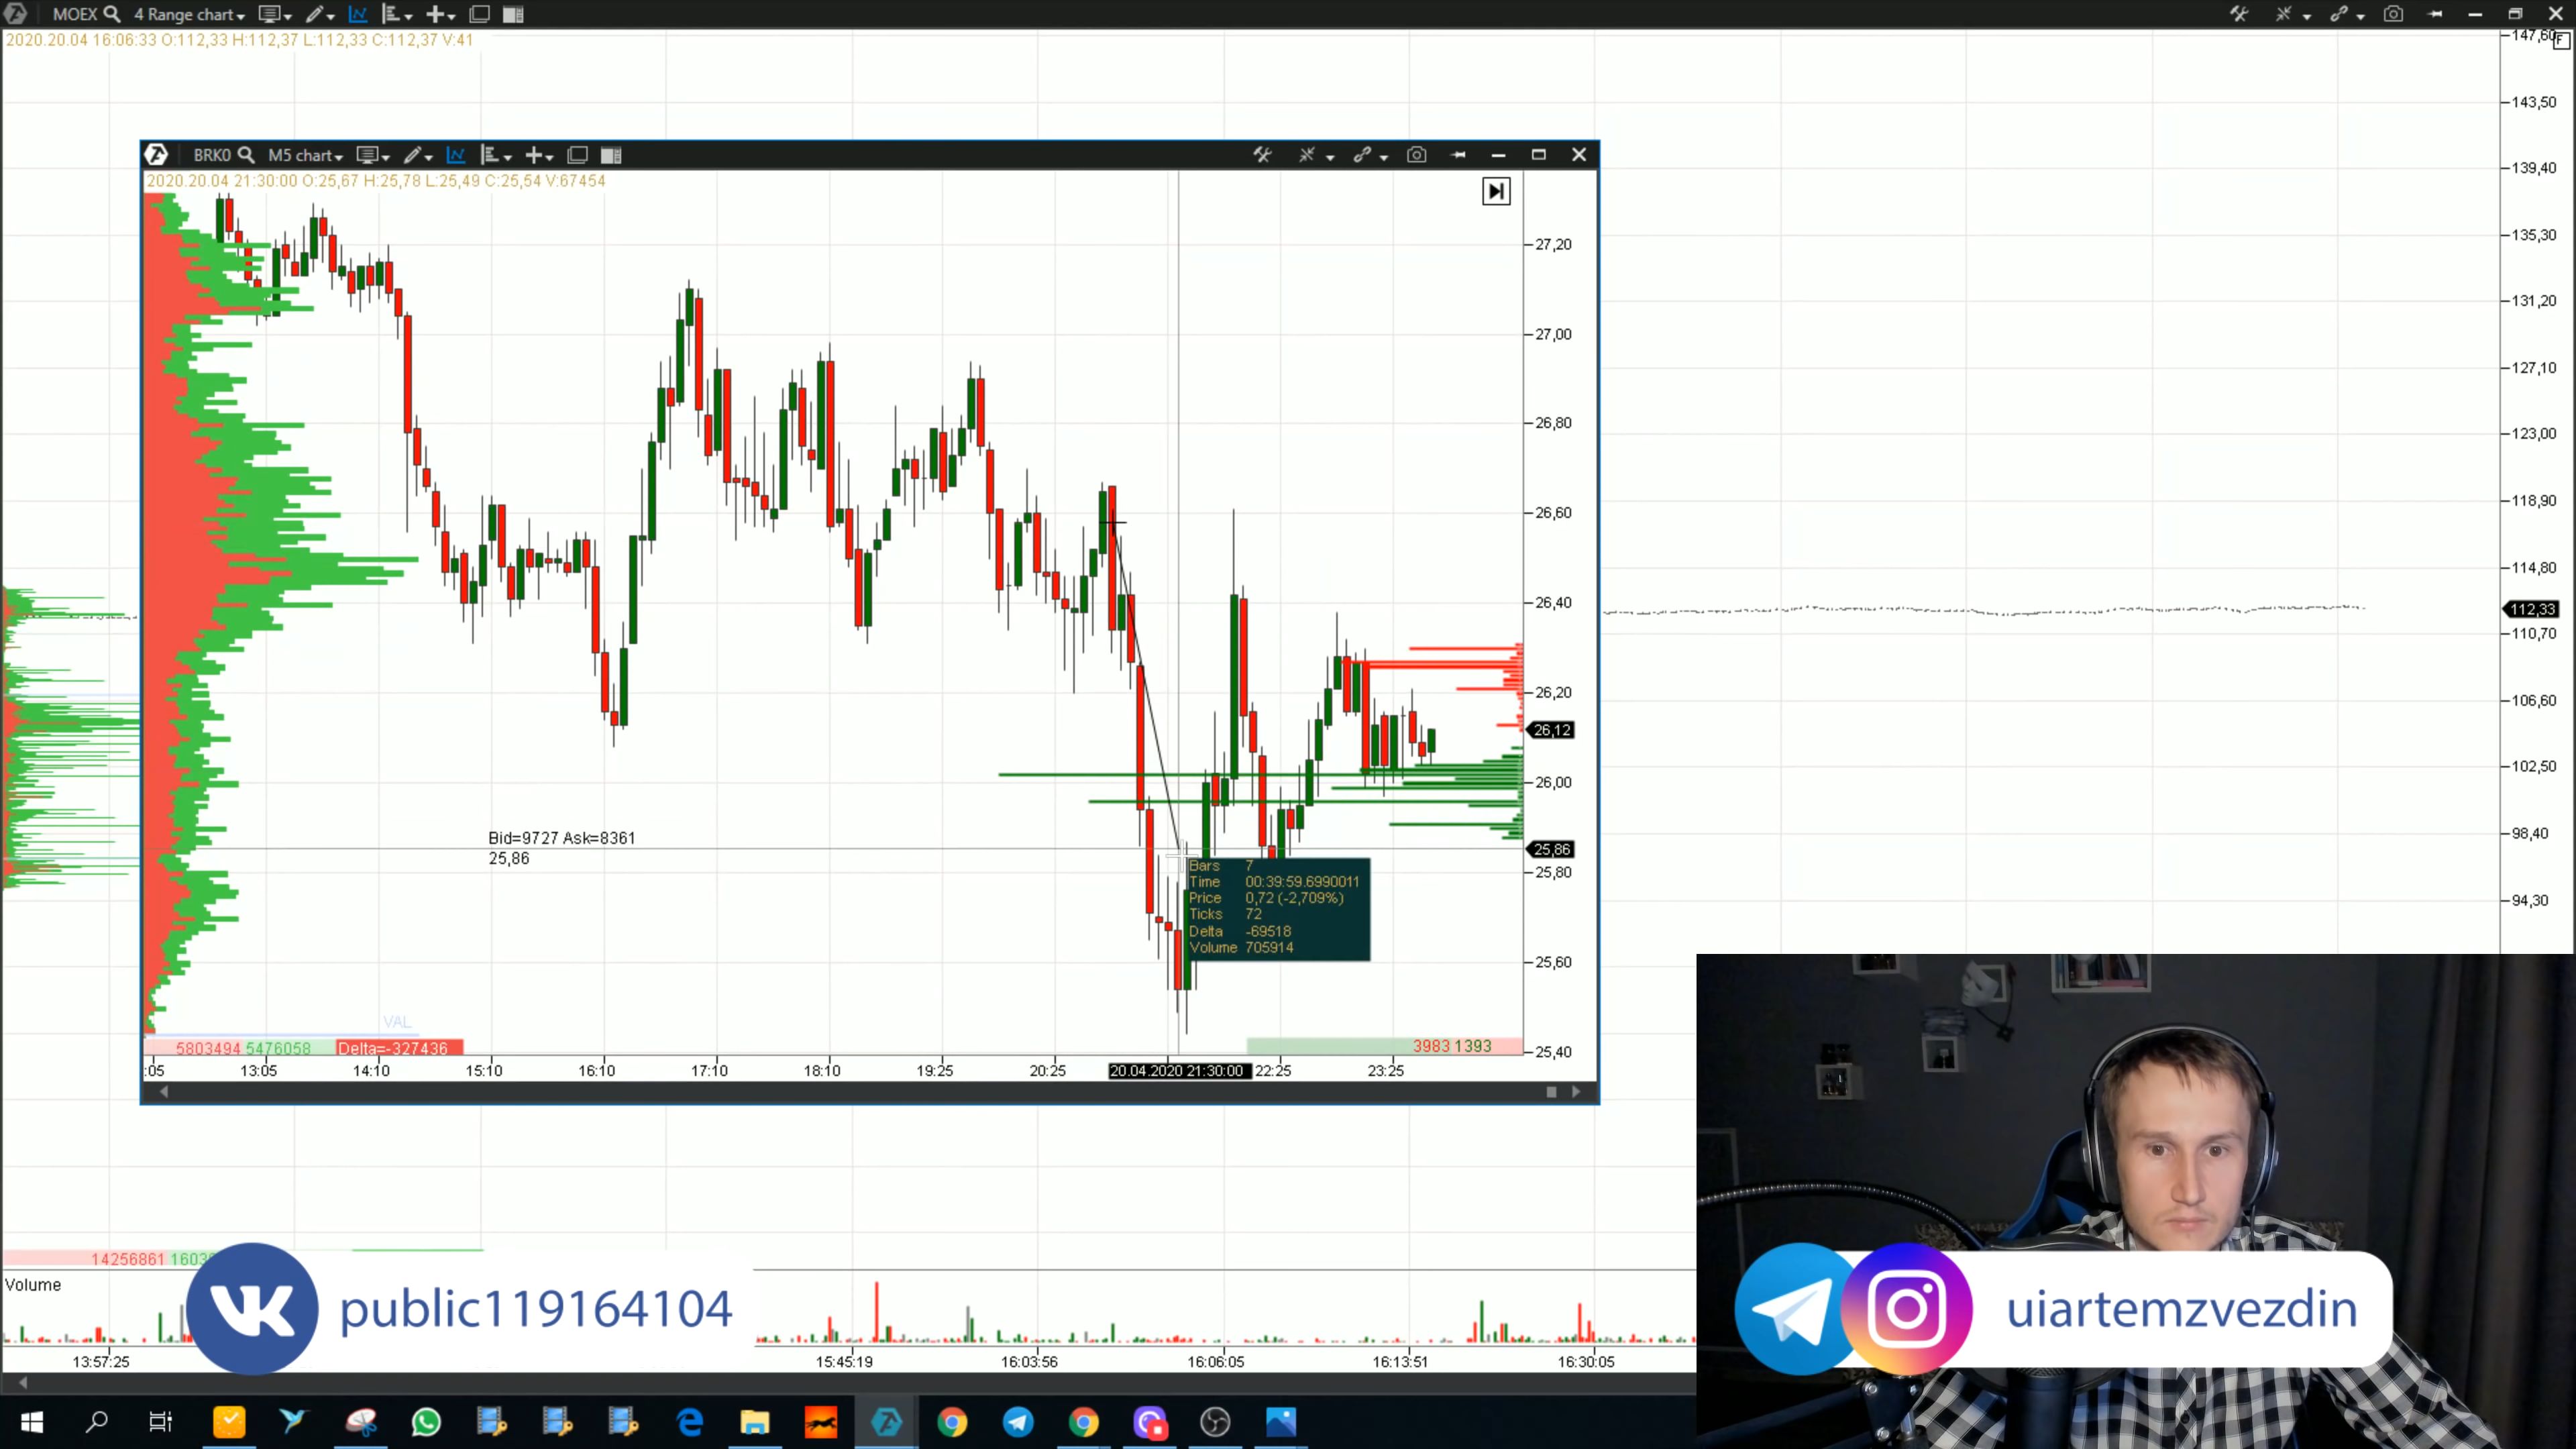 MOEX 4 Range chart
2020.20.04 16:06:33 O:112,33 H:112,37 L:112,33 C:112,37 V:41
147,60
F
143,50
139,40
135,30
131,20
127,10
123,00
118,90
114,80
112,33
110,70
106,60
102,50
98,40
94,30
BRK0 M5 chart
2020.20.04 21:30:00 O:25,67 H:25,78 L:25,49 C:25,54 V:67454
27,20
27,00
26,80
26,60
26,40
26,20
26,12
26,00
25,86
25,80
25,60
25,40
Bid=9727 Ask=8361
25,86
Bars 7
Time 00:39:59.6990011
Price 0,72 (-2,709%)
Ticks 72
Delta -69518
Volume 705914
VAL
5803494 5476058 Delta=-327436
3983 1393
:05 13:05 14:10 15:10 16:10 17:10 18:10 19:25 20:25 20.04.2020 21:30:00 22:25 23:25
14256861
Volume
public119164104
uiartemzvezdin
13:57:25 15:45:19 16:03:56 16:06:05 16:13:51 16:30:05